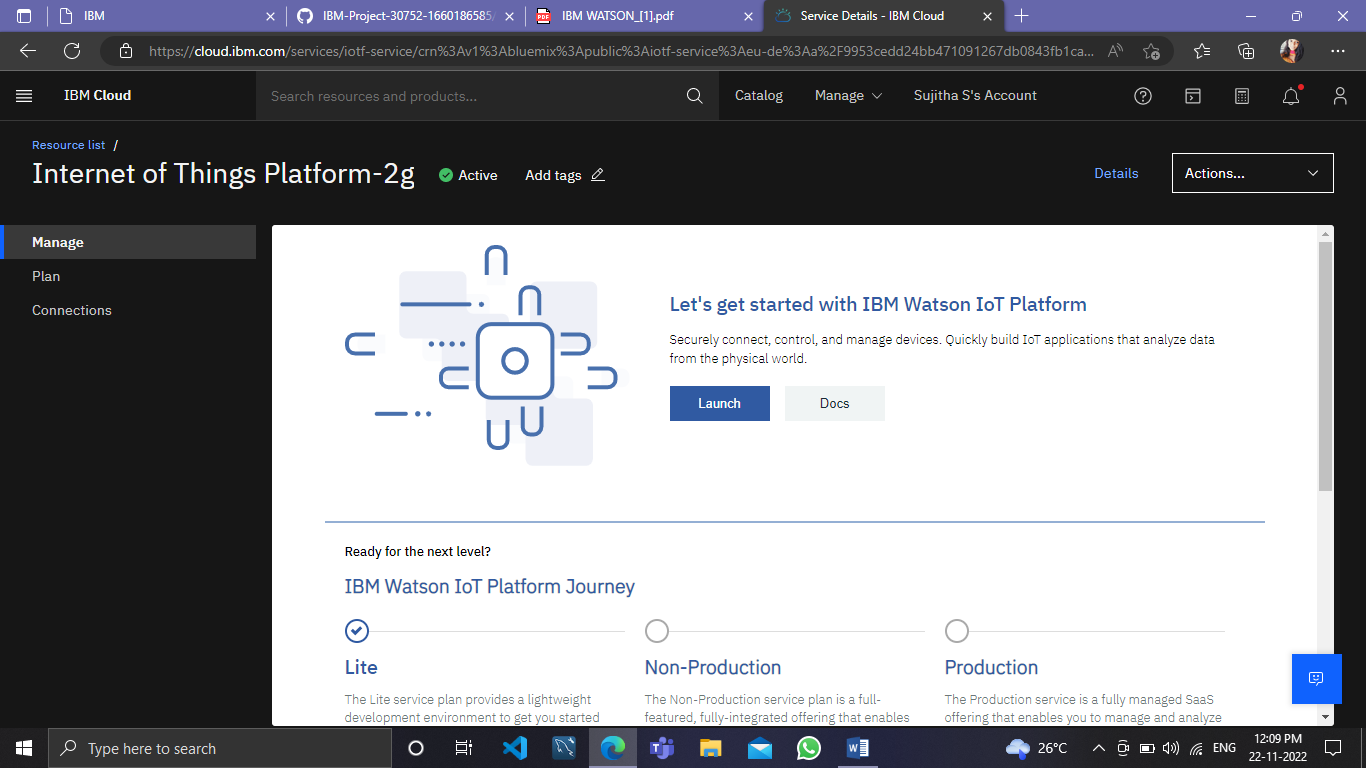 IBM
IBM-Project-30752-1660186585/
PDF
IBM WATSON_[1].pdf
Service Details - IBM Cloud
https://cloud.ibm.com/services/iotf-service/crn%3Av1%3Abluemix%3Apublic%3Aiotf-service%3Aeu-de%3Aa%2F9953cedd24bb471091267db0843fb1ca...
IBM Cloud
Search resources and products...
Catalog
Manage
Sujitha S's Account
Resource list /
Internet of Things Platform-2g
Active
Add tags
Details
Actions...
Manage
Plan
Connections
Let's get started with IBM Watson IoT Platform
Securely connect, control, and manage devices. Quickly build IoT applications that analyze data
from the physical world.
Launch
Docs
Ready for the next level?
IBM Watson IoT Platform Journey
Lite
The Lite service plan provides a lightweight
development environment to get you started
Non-Production
The Non-Production service plan is a full-
featured, fully-integrated offering that enables
Production
The Production service is a fully managed SaaS
offering that enables you to manage and analyze
Type here to search
26°C
ENG
12:09 PM
22-11-2022